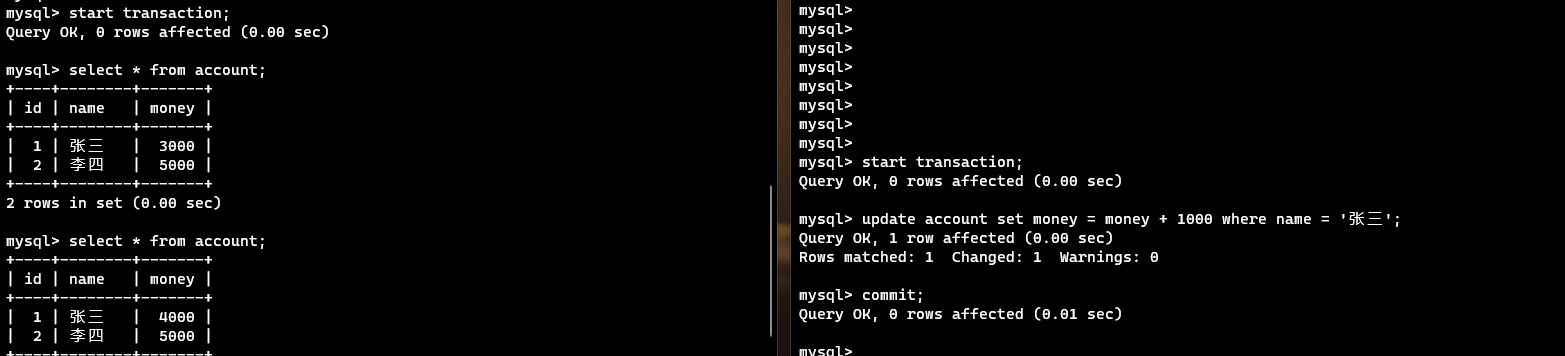 mysql> start transaction;
Query OK, 0 rows affected (0.00 sec)
mysql> select * from account;
+----+--------+-------+
| id | name   | money |
+----+--------+-------+
|  1 | 张三   |  3000 |
|  2 | 李四   |  5000 |
+----+--------+-------+
2 rows in set (0.00 sec)
mysql> select * from account;
+----+--------+-------+
| id | name   | money |
+----+--------+-------+
|  1 | 张三   |  4000 |
|  2 | 李四   |  5000 |
+----+--------+-------+
mysql>
mysql>
mysql>
mysql>
mysql>
mysql>
mysql>
mysql>
mysql> start transaction;
Query OK, 0 rows affected (0.00 sec)
mysql> update account set money = money + 1000 where name = '张三';
Query OK, 1 row affected (0.00 sec)
Rows matched: 1  Changed: 1  Warnings: 0
mysql> commit;
Query OK, 0 rows affected (0.01 sec)
mysql>